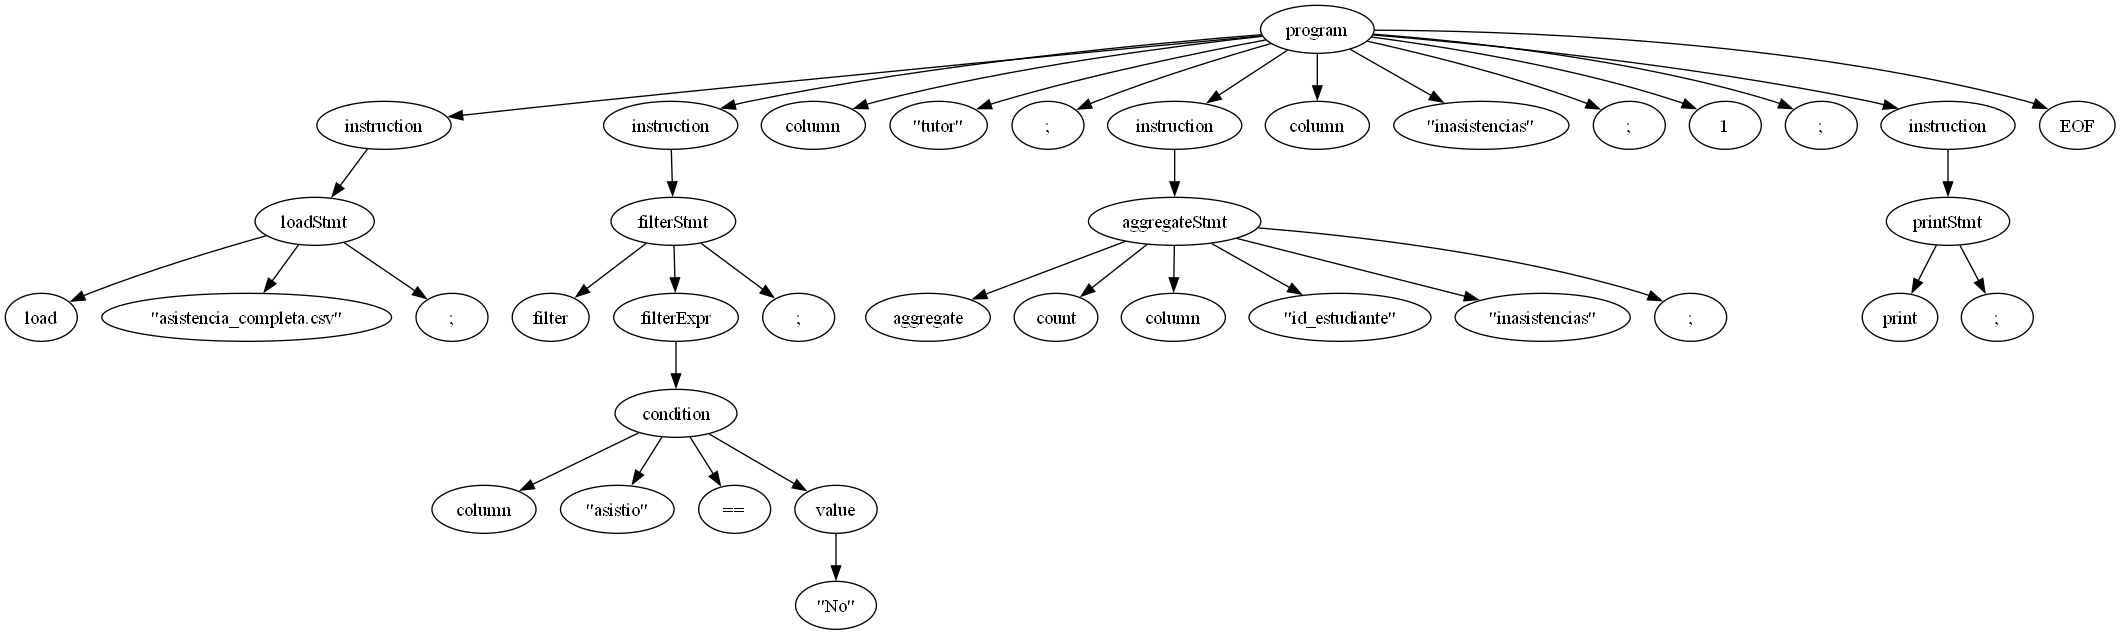 program
instruction
instruction
column
"tutor"
;
instruction
column
"inasistencias"
;
1
;
instruction
EOF
loadStmt
filterStmt
aggregateStmt
printStmt
load
"asistencia_completa.csv"
;
filter
filterExpr
;
aggregate
count
column
"id_estudiante"
"inasistencias"
;
print
;
condition
column
"asistio"
==
value
"No"